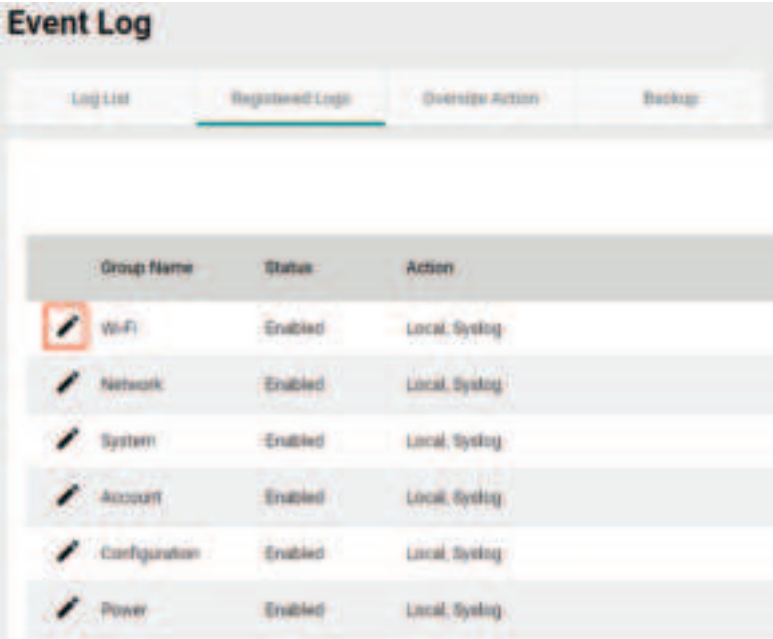 Event Log
Log List Registered Logs Oversize Action Backup
Group Name Status Action
Wi-Fi Enabled Local, Syslog
Network Enabled Local, Syslog
System Enabled Local, Syslog
Account Enabled Local, Syslog
Configuration Enabled Local, Syslog
Power Enabled Local, Syslog